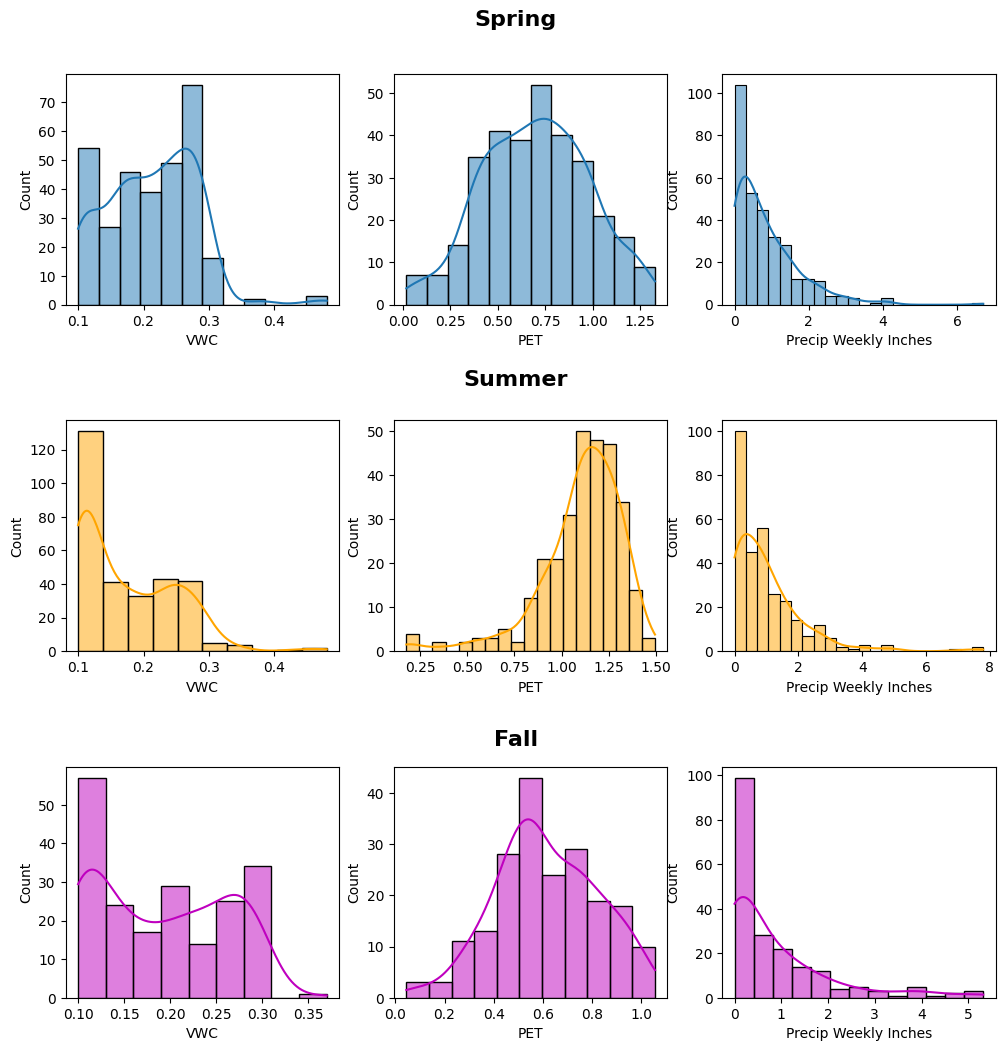 Spring
Count
70
60
50
40
30
20
10
0
0.1 0.2 0.3 0.4
VWC
Count
50
40
30
20
10
0
0.00 0.25 0.50 0.75 1.00 1.25
PET
Count
100
80
60
40
20
0
0 2 4 6
Precip Weekly Inches
Summer
Count
120
100
80
60
40
20
0
0.1 0.2 0.3 0.4
VWC
Count
50
40
30
20
10
0
0.25 0.50 0.75 1.00 1.25 1.50
PET
Count
100
80
60
40
20
0
0 2 4 6 8
Precip Weekly Inches
Fall
Count
50
40
30
20
10
0
0.10 0.15 0.20 0.25 0.30 0.35
VWC
Count
40
30
20
10
0
0.0 0.2 0.4 0.6 0.8 1.0
PET
Count
100
80
60
40
20
0
0 1 2 3 4 5
Precip Weekly Inches